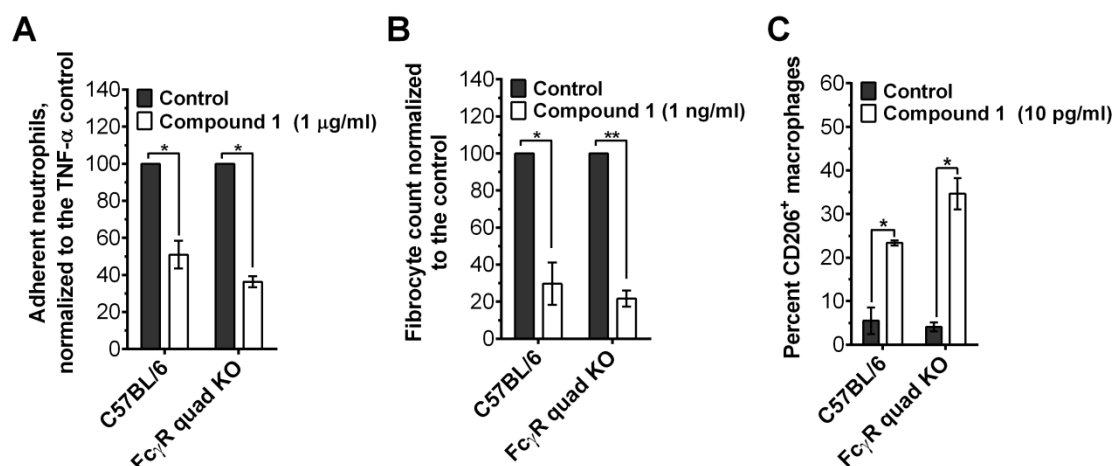 A
Adherent neutrophils,
normalized to the TNF-α control
140
120
100
80
60
40
20
0
Control
Compound 1 (1 μg/ml)
*
*
C57BL/6
FcγR quad KO
B
Fibrocyte count normalized
to the control
140
120
100
80
60
40
20
0
Control
Compound 1 (1 ng/ml)
*
**
C57BL/6
FcγR quad KO
C
Percent CD206⁺ macrophages
60
50
40
30
20
10
0
Control
Compound 1 (10 pg/ml)
*
*
C57BL/6
FcγR quad KO